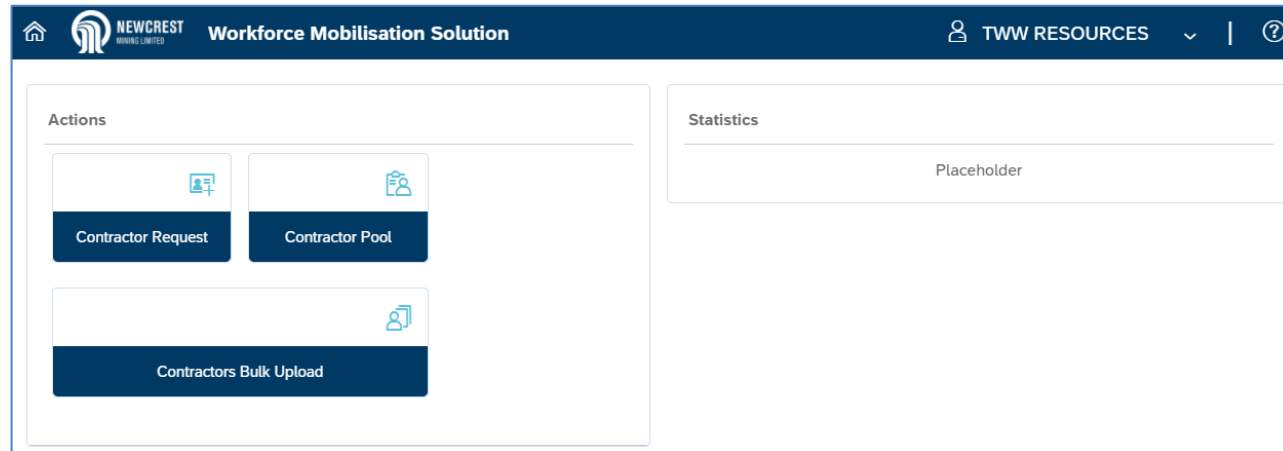 NEWCREST
MINING LIMITED
Workforce Mobilisation Solution
TWW RESOURCES
Actions
Contractor Request
Contractor Pool
Contractors Bulk Upload
Statistics
Placeholder